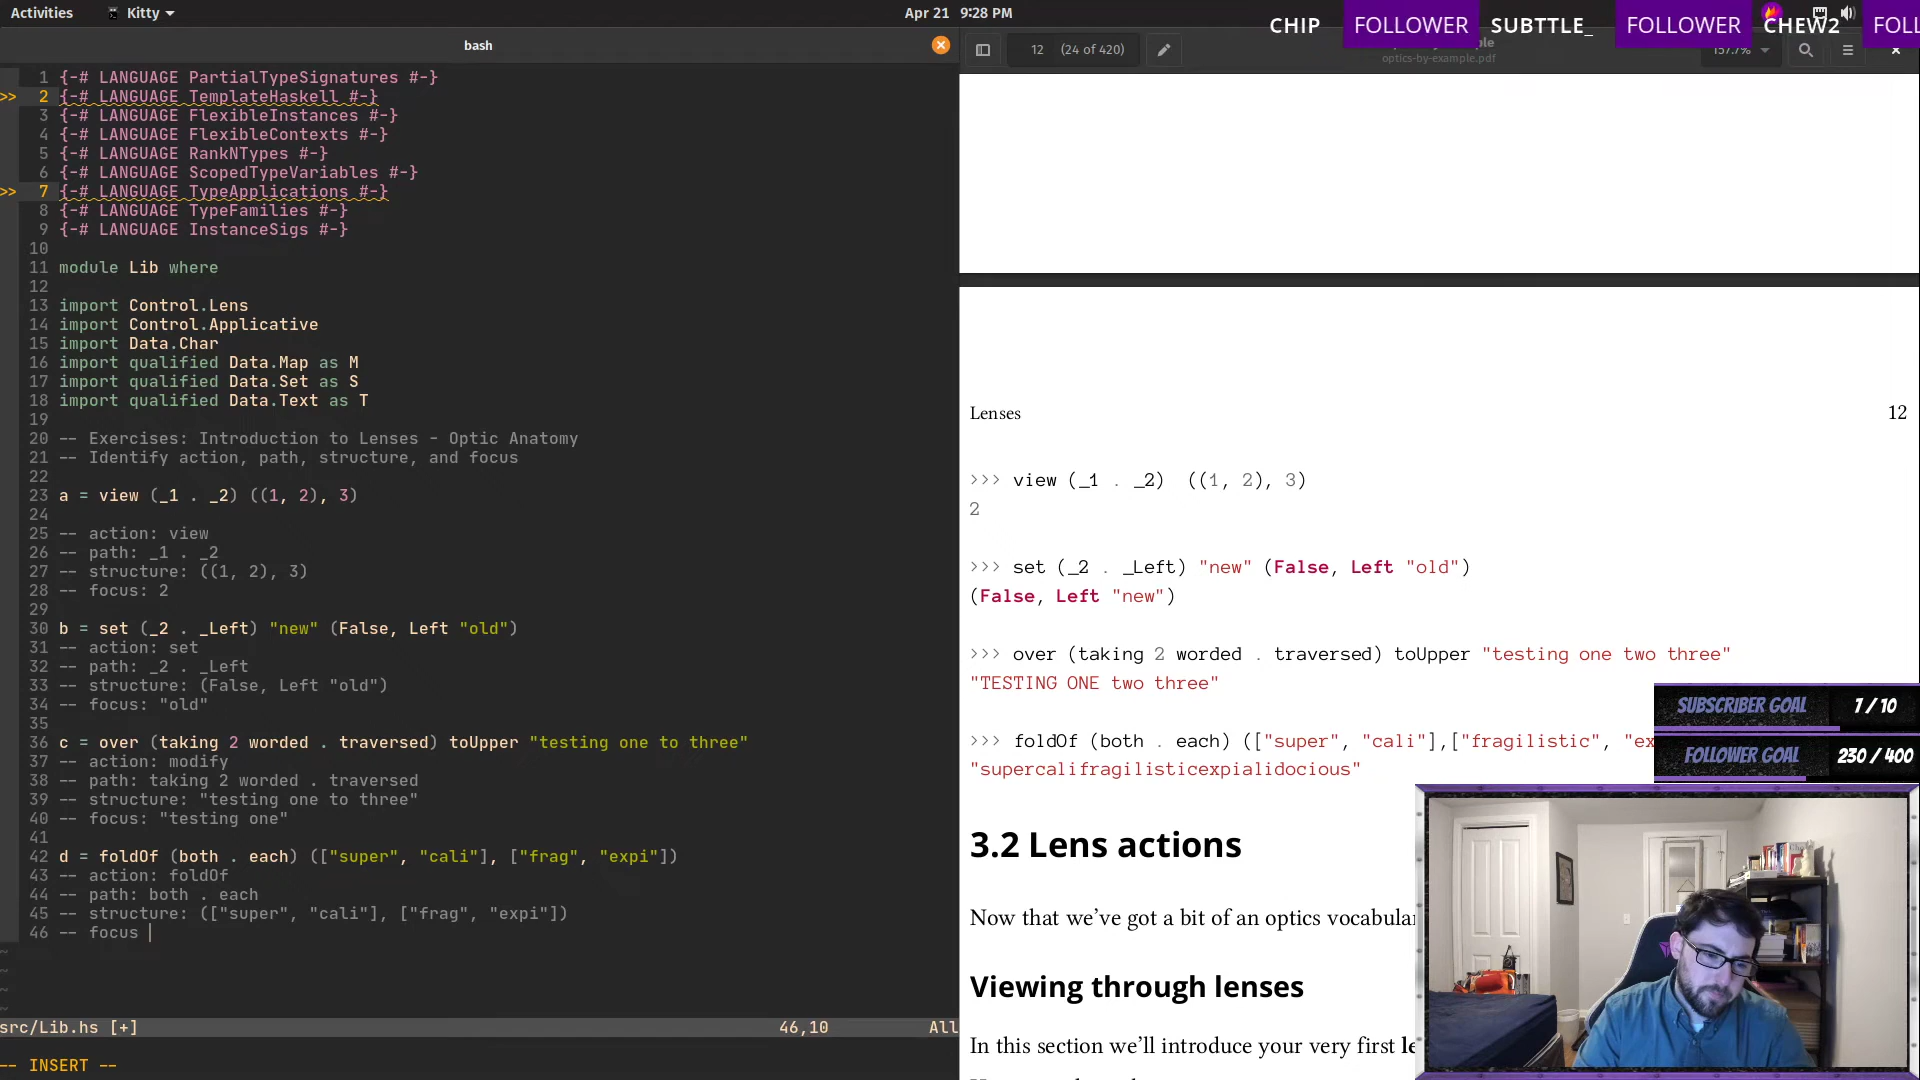 Activities
Kitty
Apr 21 9:28 PM
CHIP FOLLOWER SUBTTLE_ FOLLOWER CHEW2 FOLL
bash
12 (24 of 420)
optics-by-example.pdf
157.7%
1 {-# LANGUAGE PartialTypeSignatures #-}
>> 2 {-# LANGUAGE TemplateHaskell #-}
3 {-# LANGUAGE FlexibleInstances #-}
4 {-# LANGUAGE FlexibleContexts #-}
5 {-# LANGUAGE RankNTypes #-}
6 {-# LANGUAGE ScopedTypeVariables #-}
>> 7 {-# LANGUAGE TypeApplications #-}
8 {-# LANGUAGE TypeFamilies #-}
9 {-# LANGUAGE InstanceSigs #-}
10
11 module Lib where
12
13 import Control.Lens
14 import Control.Applicative
15 import Data.Char
16 import qualified Data.Map as M
17 import qualified Data.Set as S
18 import qualified Data.Text as T
19
20 -- Exercises: Introduction to Lenses - Optic Anatomy
21 -- Identify action, path, structure, and focus
22
23 a = view (_1 . _2) ((1, 2), 3)
24
25 -- action: view
26 -- path: _1 . _2
27 -- structure: ((1, 2), 3)
28 -- focus: 2
29
30 b = set (_2 . _Left) "new" (False, Left "old")
31 -- action: set
32 -- path: _2 . _Left
33 -- structure: (False, Left "old")
34 -- focus: "old"
35
36 c = over (taking 2 worded . traversed) toUpper "testing one to three"
37 -- action: modify
38 -- path: taking 2 worded . traversed
39 -- structure: "testing one to three"
40 -- focus: "testing one"
41
42 d = foldOf (both . each) (["super", "cali"], ["frag", "expi"])
43 -- action: foldOf
44 -- path: both . each
45 -- structure: (["super", "cali"], ["frag", "expi"])
46 -- focus
~
~
~
~
src/Lib.hs [+] 46,10 All
-- INSERT --
Lenses 12
>>> view (_1 . _2) ((1, 2), 3)
2
>>> set (_2 . _Left) "new" (False, Left "old")
(False, Left "new")
>>> over (taking 2 worded . traversed) toUpper "testing one two three"
"TESTING ONE two three"
>>> foldOf (both . each) (["super", "cali"],["fragilistic", "ex
"supercalifragilisticexpialidocious"
3.2 Lens actions
Now that we've got a bit of an optics vocabular
Viewing through lenses
In this section we'll introduce your very first le
SUBSCRIBER GOAL 7 / 10
FOLLOWER GOAL 230 / 400